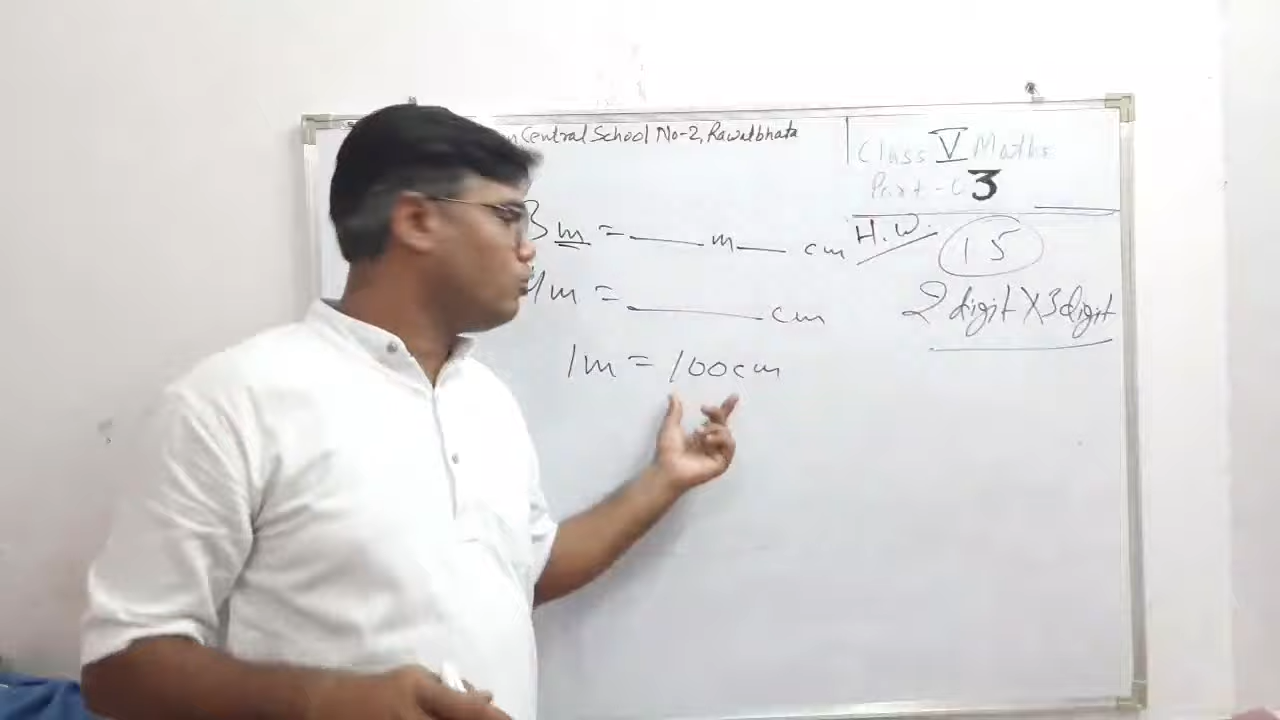 Central School No-2, Rawatbhata
Class V Maths
Part - 3
3 m = ____ m ____ cm
H.W. 15
4m = ______ cm
2 digit X 3 digit
1m = 100cm